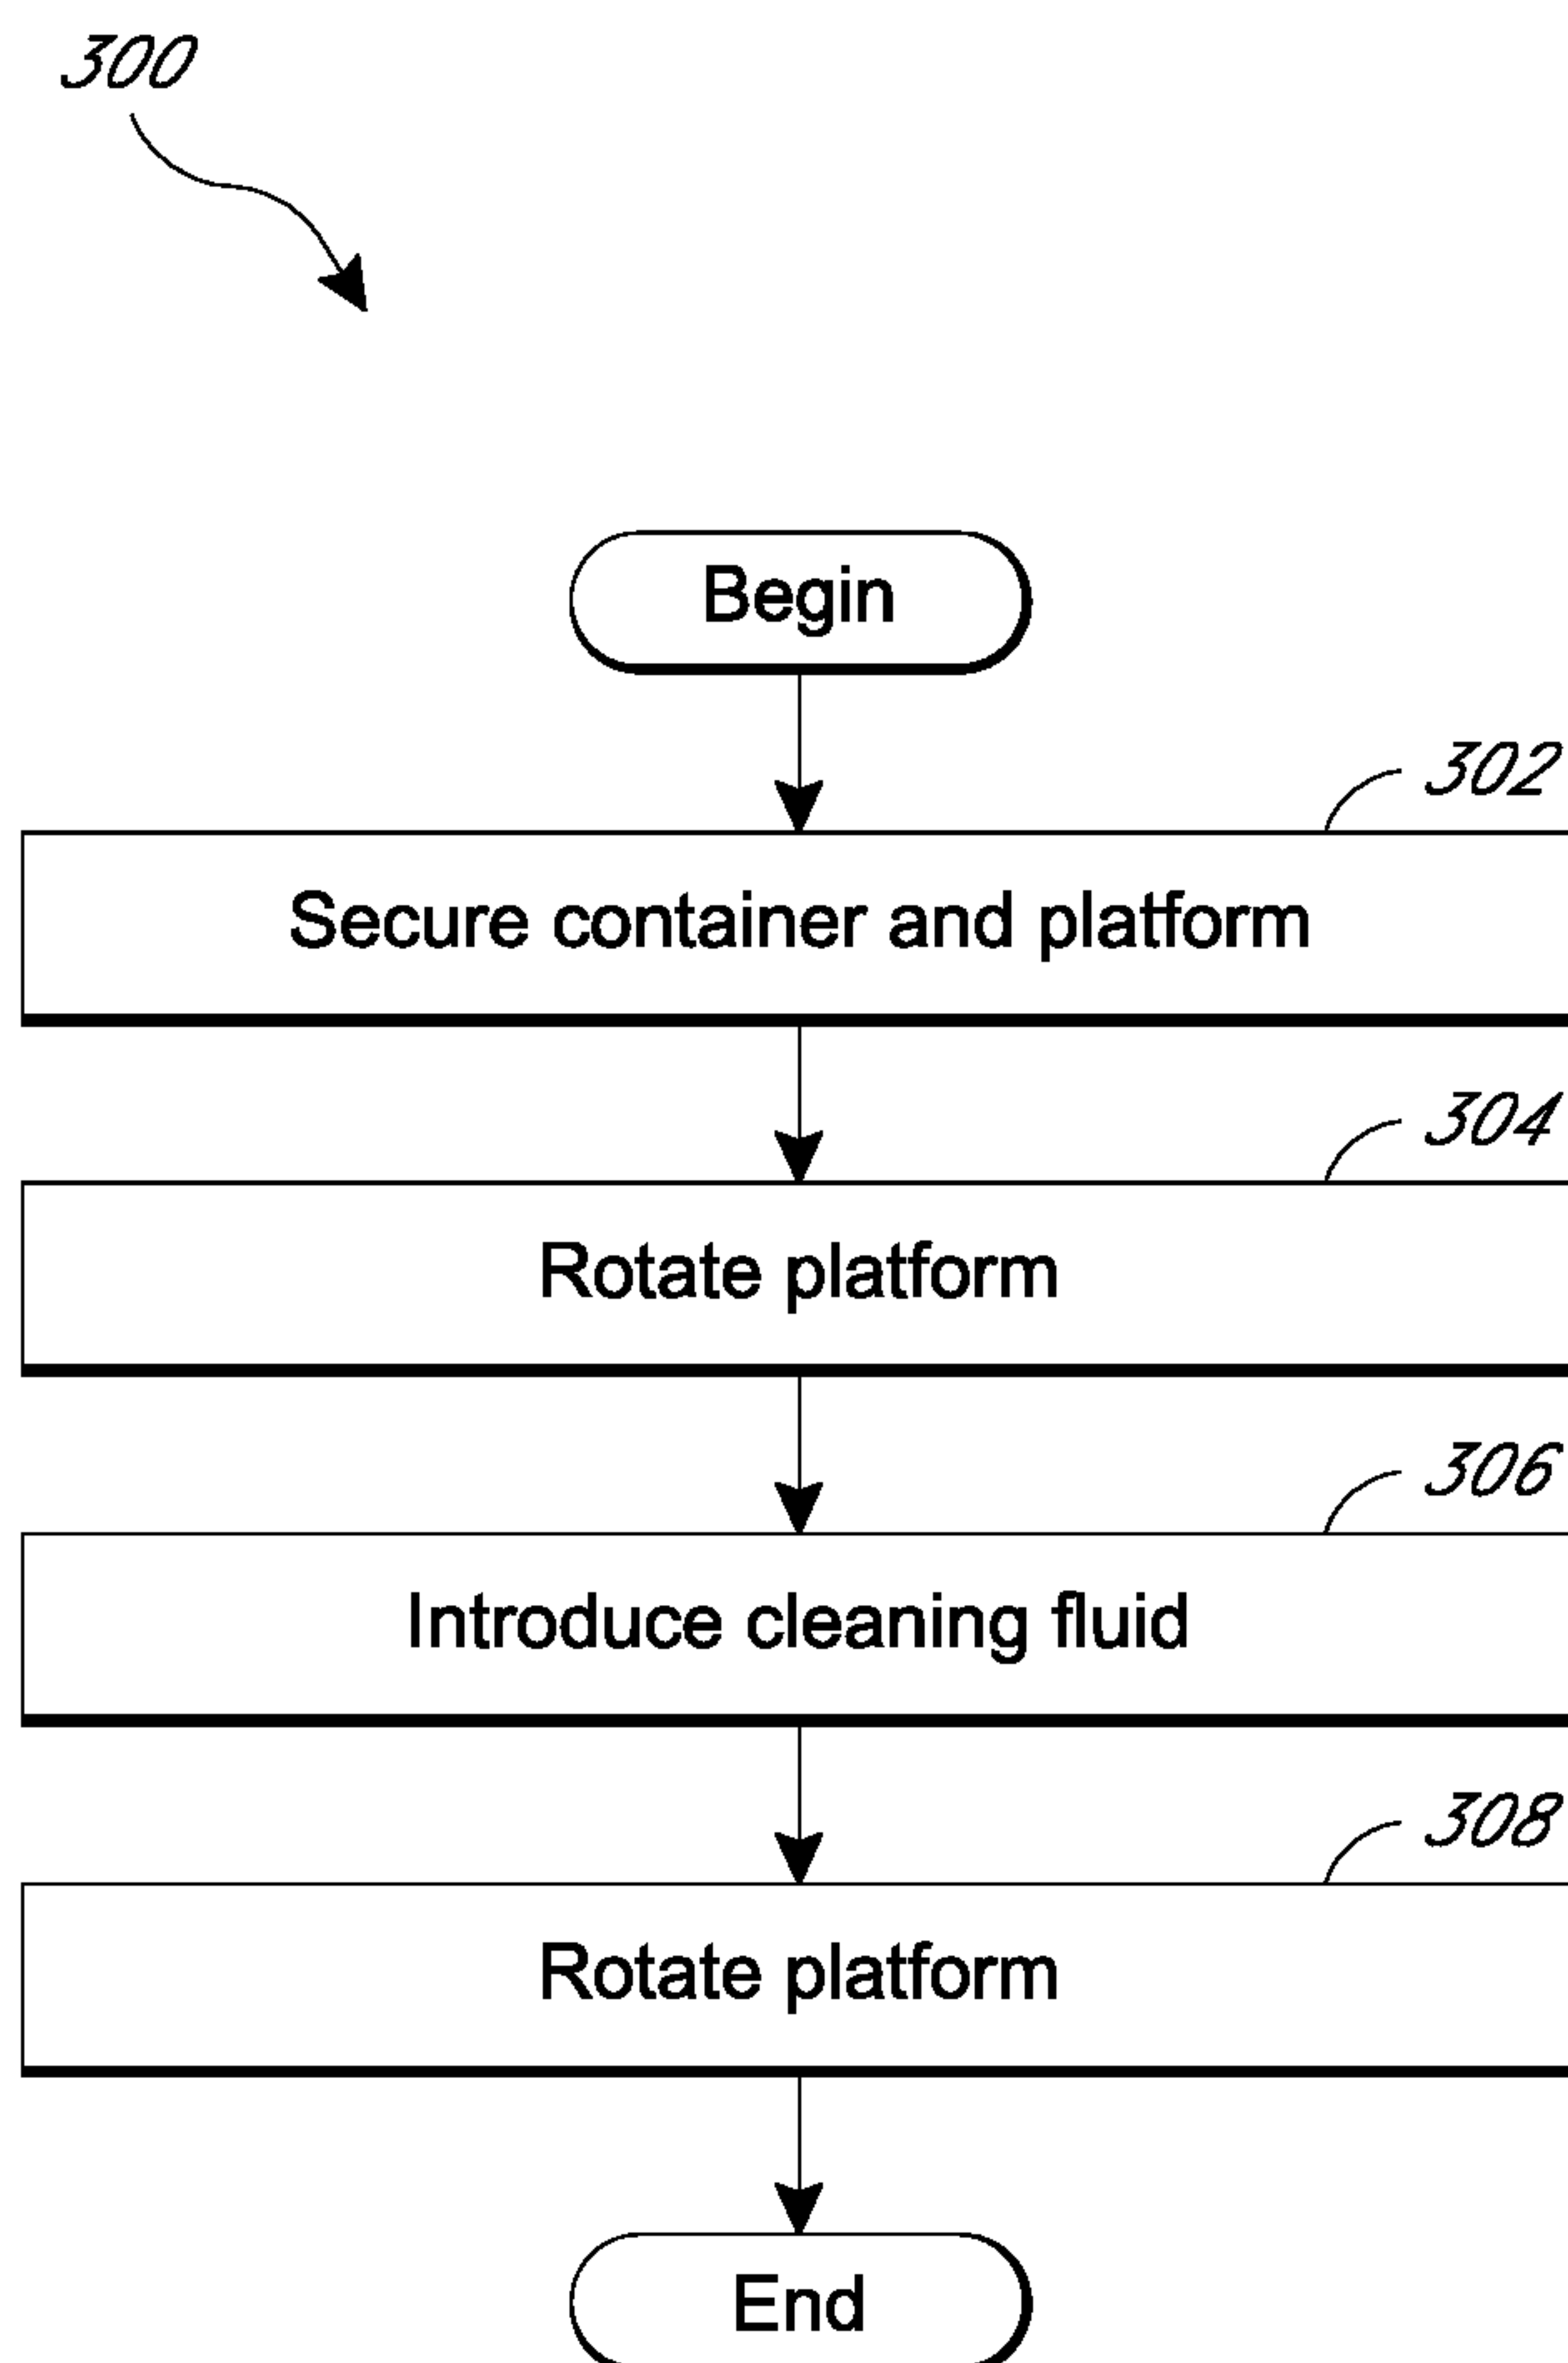 300
Begin
302
Secure container and platform
304
Rotate platform
306
Introduce cleaning fluid
308
Rotate platform
End